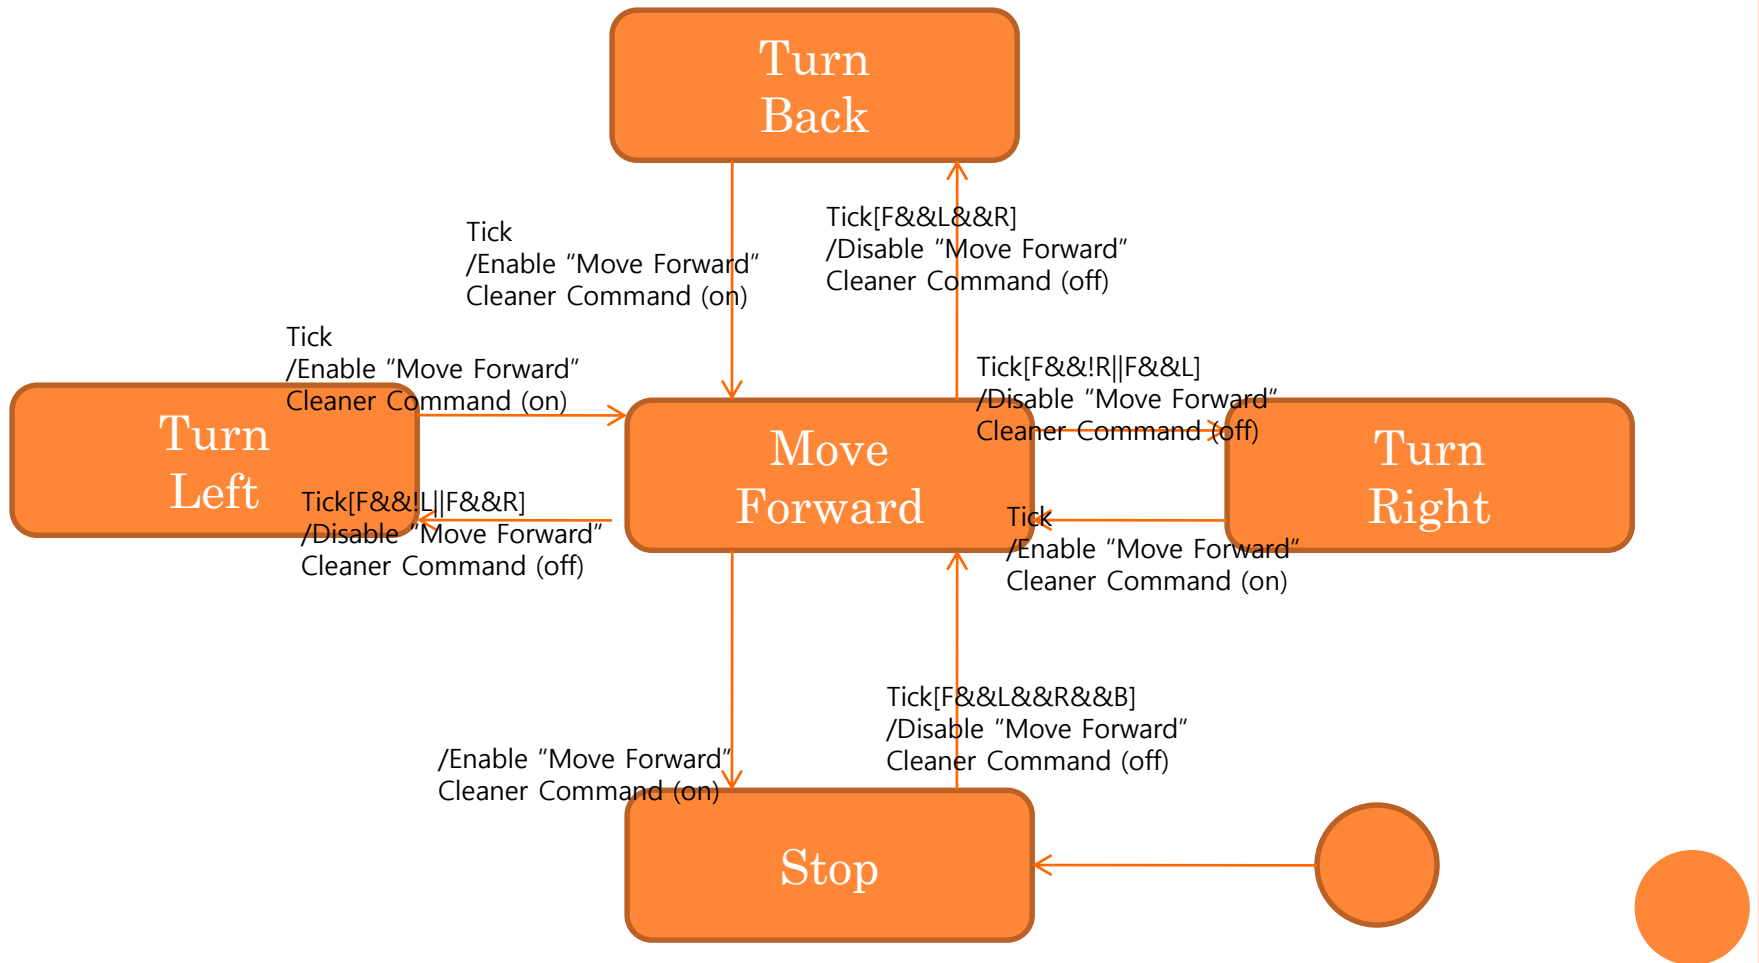 Turn
Back
Tick
/Enable "Move Forward"
Cleaner Command (on)
Tick[F&&L&&R]
/Disable "Move Forward"
Cleaner Command (off)
Tick
/Enable "Move Forward"
Cleaner Command (on)
Tick[F&&!R||F&&L]
/Disable "Move Forward"
Cleaner Command (off)
Turn
Left
Move
Forward
Turn
Right
Tick[F&&!L||F&&R]
/Disable "Move Forward"
Cleaner Command (off)
Tick
/Enable "Move Forward"
Cleaner Command (on)
/Enable "Move Forward"
Cleaner Command (on)
Tick[F&&L&&R&&B]
/Disable "Move Forward"
Cleaner Command (off)
Stop